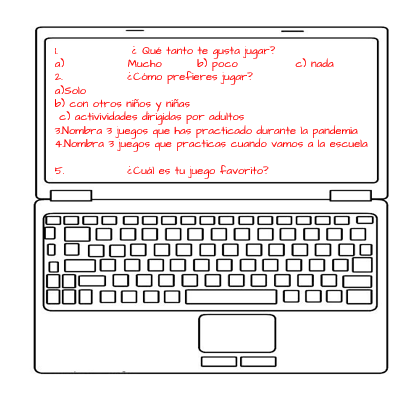 1. ¿ Qué tanto te gusta jugar?
a) Mucho b) poco c) nada
2. ¿Cómo prefieres jugar?
a)Solo
b) con otros niños y niñas
c) activividades dirigidas por adultos
3.Nombra 3 juegos que has practicado durante la pandemia
4.Nombra 3 juegos que practicas cuando vamos a la escuela
5. ¿Cuál es tu juego favorito?